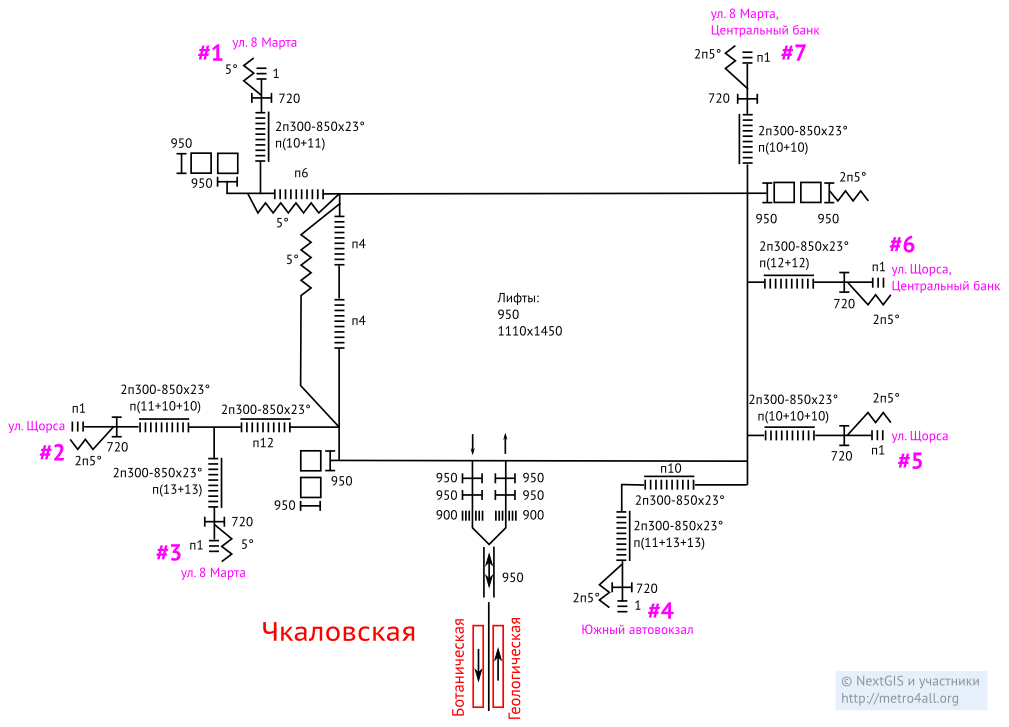 ул. 8 Марта
#1
5°
1
720
2п300-850x23°
п(10+11)
950
950
п6
5°
ул. 8 Марта,
Центральный банк
#7
2п5°
п1
720
2п300-850x23°
п(10+10)
2п5°
950
950
#6
2п300-850x23°
п(12+12)
п1
ул. Щорса,
Центральный банк
720
2п5°
п4
5°
п4
Лифты:
950
1110x1450
2п300-850x23°
п(11+10+10)
п1
ул. Щорса
#2
720
2п5°
2п300-850x23°
п12
2п300-850x23°
п(13+13)
720
#3
п1
5°
ул. 8 Марта
950
950
2п300-850x23°
п(10+10+10)
2п5°
ул. Щорса
720
п1
#5
950
950
950
950
900
900
950
п10
2п300-850x23°
2п300-850x23°
п(11+13+13)
720
2п5°
1
#4
Южный автовокзал
Чкаловская
Ботаническая
Геологическая
© NextGIS и участники
http://metro4all.org